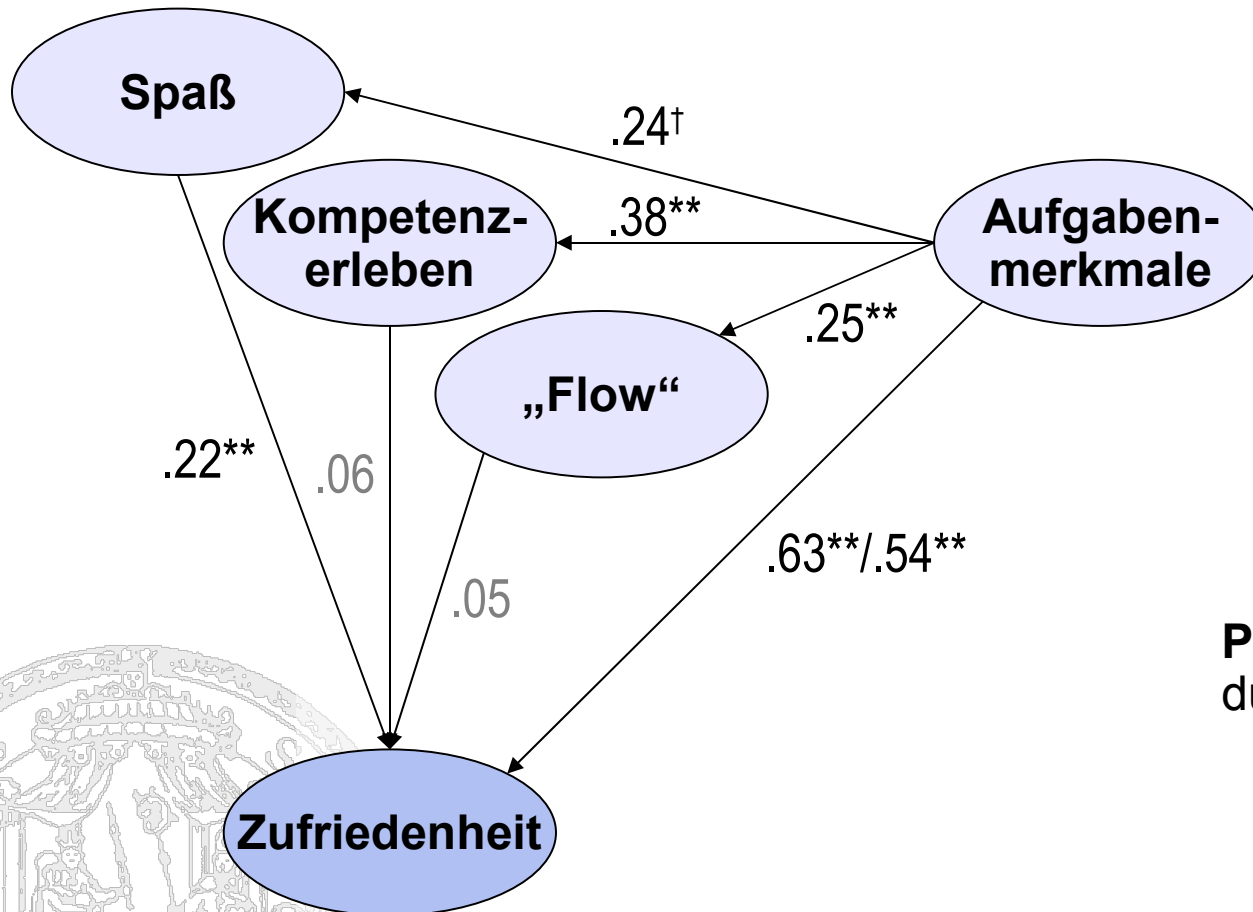 Spaß
.24†
Kompetenz-
erleben
.38**
Aufgaben-
merkmale
.25**
„Flow“
.22**
.06
.63**/.54**
.05
Zufriedenheit